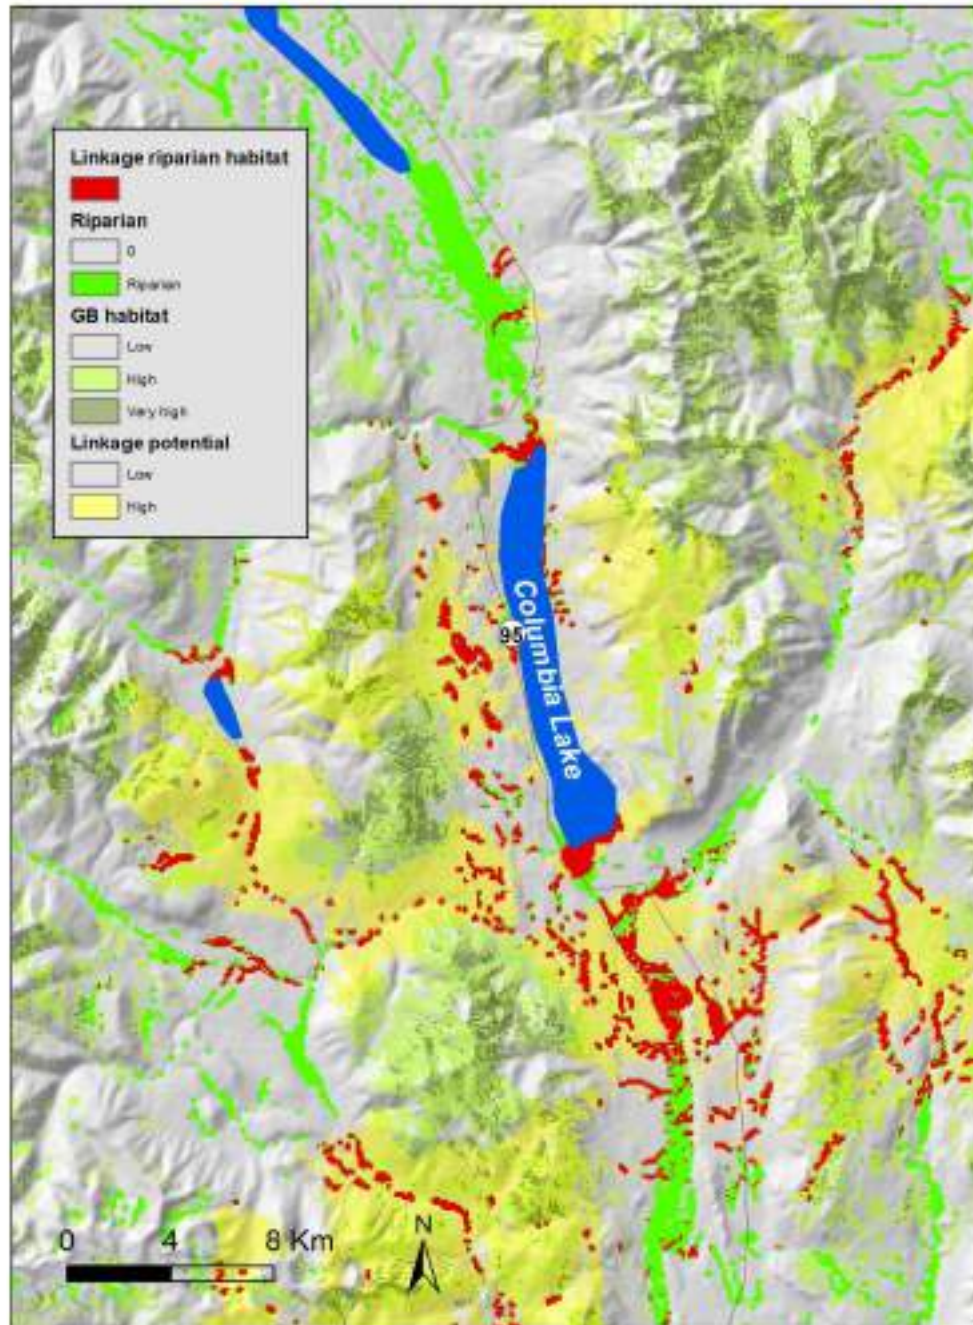 Linkage riparian habitat
Riparian
0
Riparian
GB habitat
Low
High
Very high
Linkage potential
Low
High
95
Columbia Lake
0 4 8 Km
N